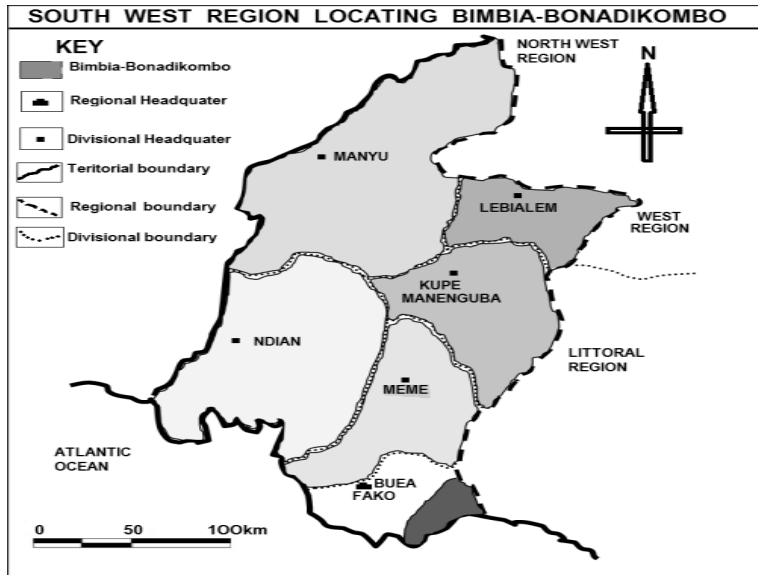 SOUTH WEST REGION LOCATING BIMBIA-BONADIKOMBO
KEY
Bimbia-Bonadikombo
Regional Headquater
Divisional Headquater
Teritorial boundary
Regional boundary
Divisional boundary
NORTH WEST
REGION
N
MANYU
LEBIALEM
WEST
REGION
KUPE
MANENGUBA
NDIAN
LITTORAL
REGION
MEME
ATLANTIC
OCEAN
BUEA
FAKO
0 50 100km